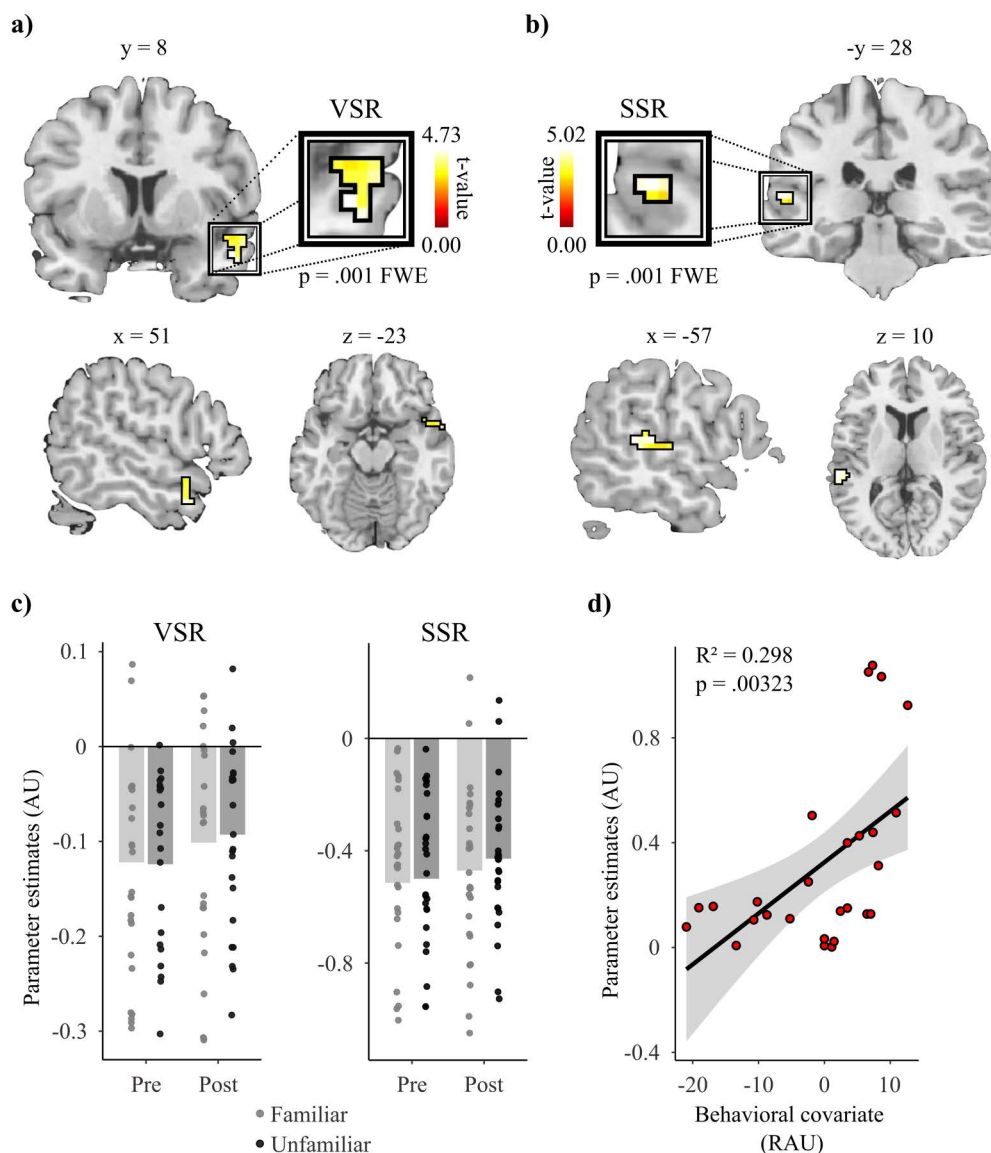 a)
y = 8
VSR
4.73
t-value
0.00
p = .001 FWE
x = 51
z = -23
b)
-y = 28
SSR
5.02
t-value
0.00
p = .001 FWE
x = -57
z = 10
c)
VSR
SSR
Parameter estimates (AU)
0.1
0
-0.1
-0.2
-0.3
0
-0.4
-0.8
Pre
Post
Pre
Post
Familiar
Unfamiliar
d)
R² = 0.298
p = .00323
Parameter estimates (AU)
0.8
0.4
0
-0.4
-20
-10
0
10
Behavioral covariate
(RAU)